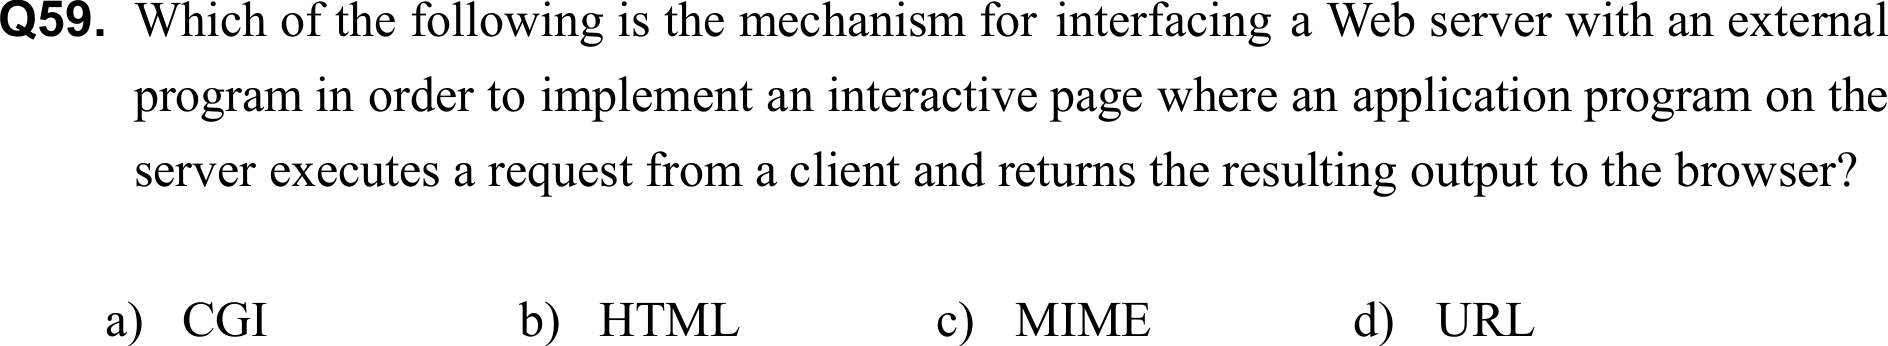 Q59. Which of the following is the mechanism for interfacing a Web server with an external
program in order to implement an interactive page where an application program on the
server executes a request from a client and returns the resulting output to the browser?
a) CGI b) HTML c) MIME d) URL